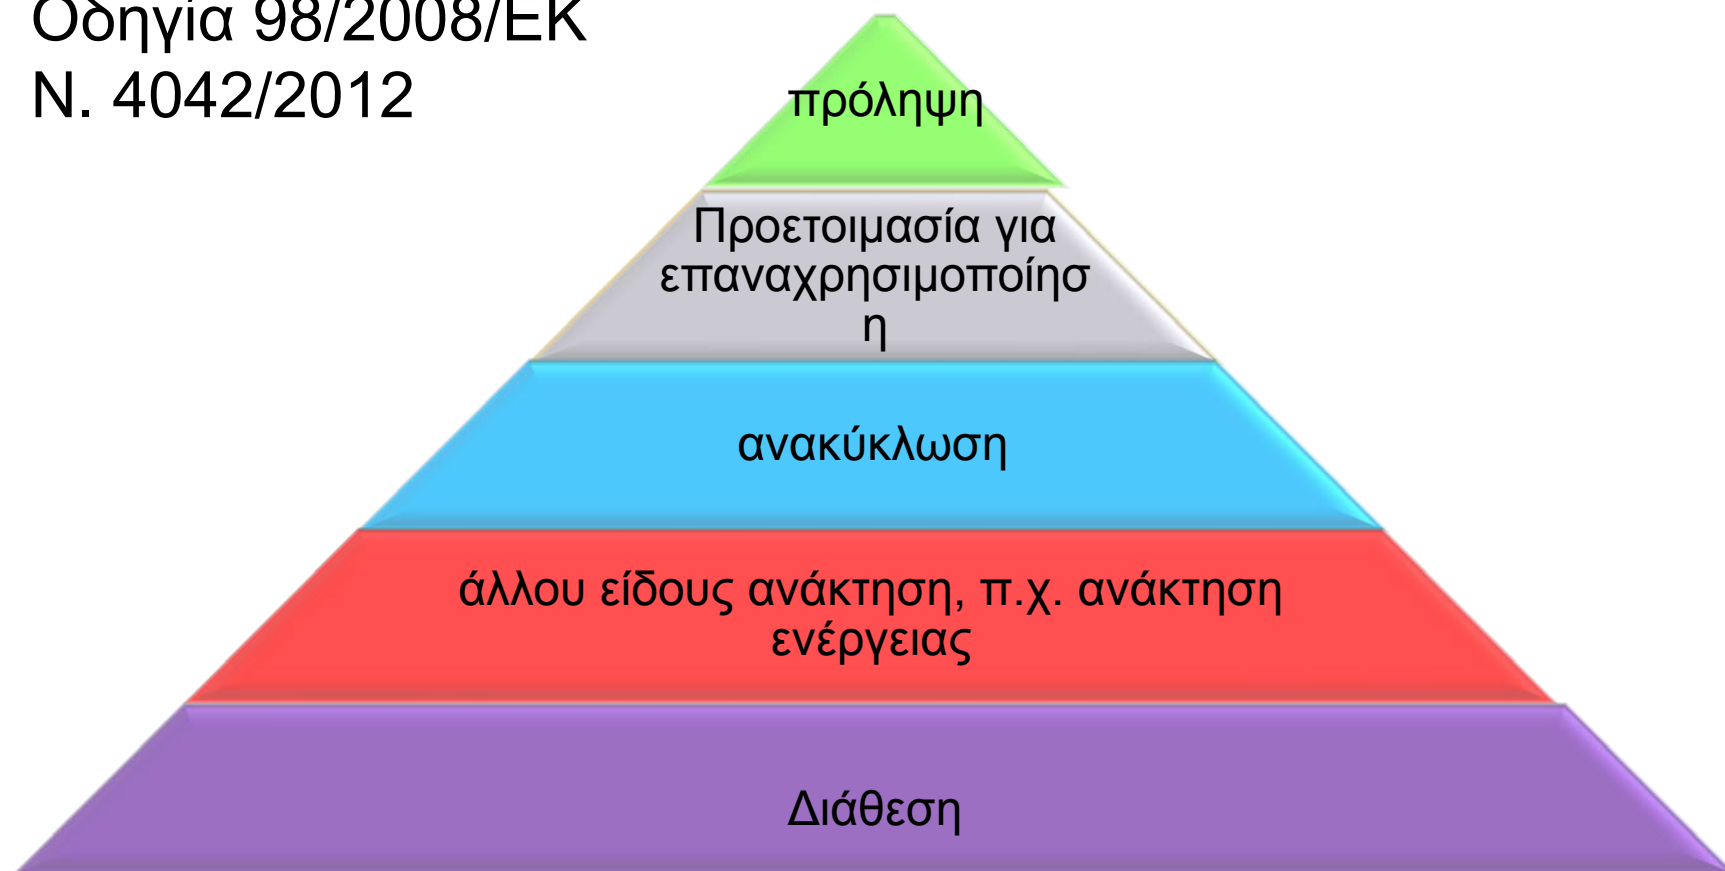 Οδηγία 98/2008/ΕΚ
Ν. 4042/2012
πρόληψη
Προετοιμασία για
επαναχρησιμοποίησ
η
ανακύκλωση
άλλου είδους ανάκτηση, π.χ. ανάκτηση
ενέργειας
Διάθεση